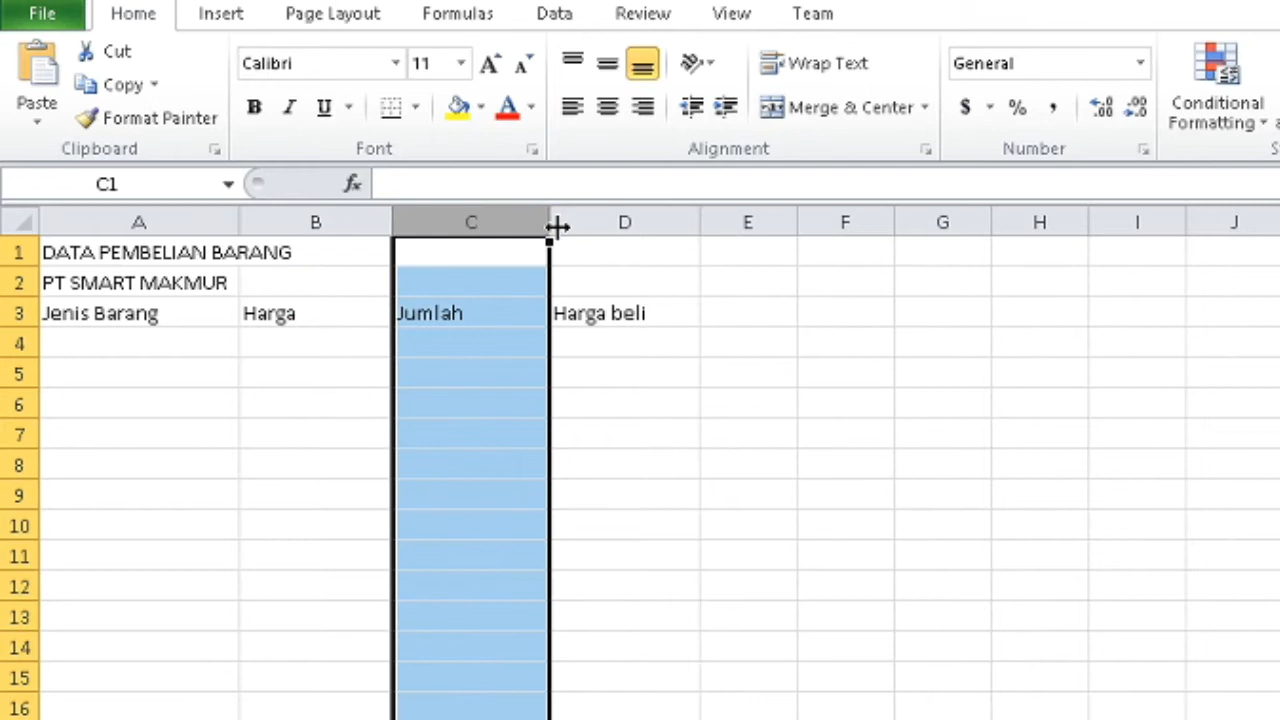 File Home Insert Page Layout Formulas Data Review View Team
Cut
Calibri 11 Wrap Text General
Copy
Paste B I U Merge & Center $ % , Conditional
Format Painter Formatting
Clipboard Font Alignment Number
C1 fx
A B C D E F G H I J
1 DATA PEMBELIAN BARANG
2 PT SMART MAKMUR
3 Jenis Barang Harga Jumlah Harga beli
4
5
6
7
8
9
10
11
12
13
14
15
16